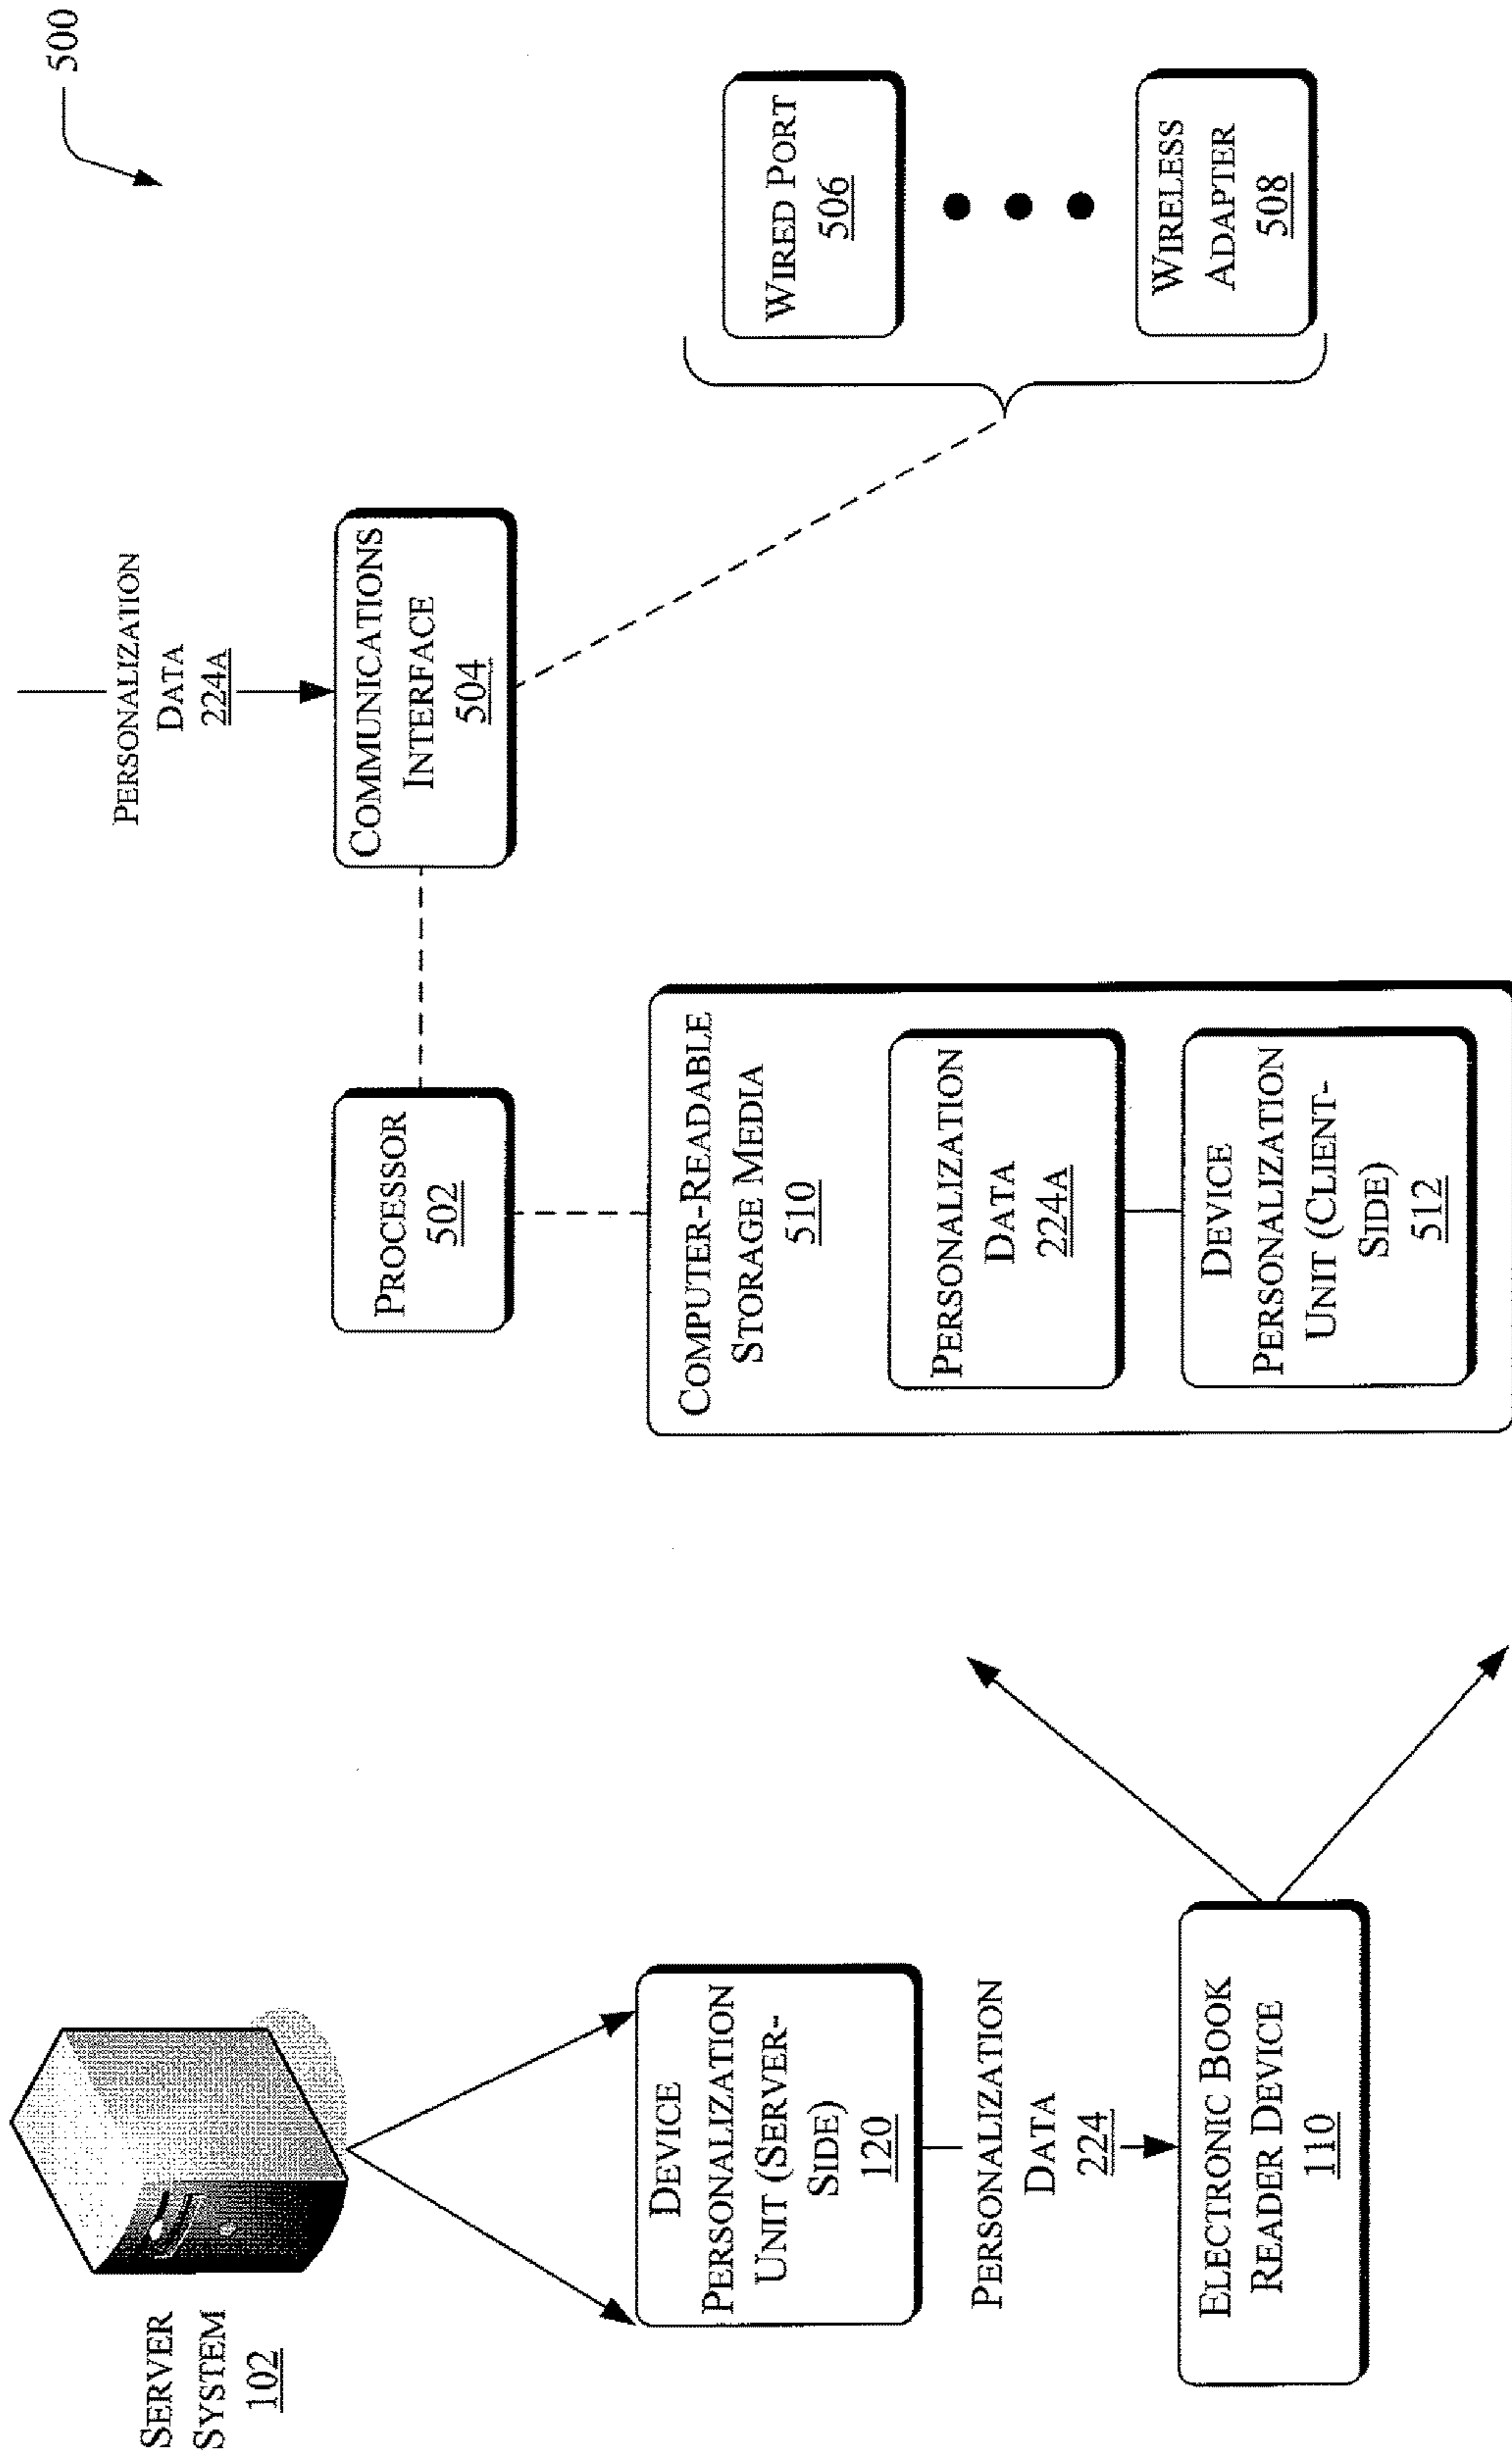 500
SERVER
SYSTEM
102
DEVICE
PERSONALIZATION
UNIT (SERVER-
SIDE)
120
PERSONALIZATION
DATA
224
ELECTRONIC BOOK
READER DEVICE
110
PERSONALIZATION
DATA
224A
PROCESSOR
502
COMMUNICATIONS
INTERFACE
504
COMPUTER-READABLE
STORAGE MEDIA
510
PERSONALIZATION
DATA
224A
DEVICE
PERSONALIZATION
UNIT (CLIENT-
SIDE)
512
WIRED PORT
506
WIRELESS
ADAPTER
508